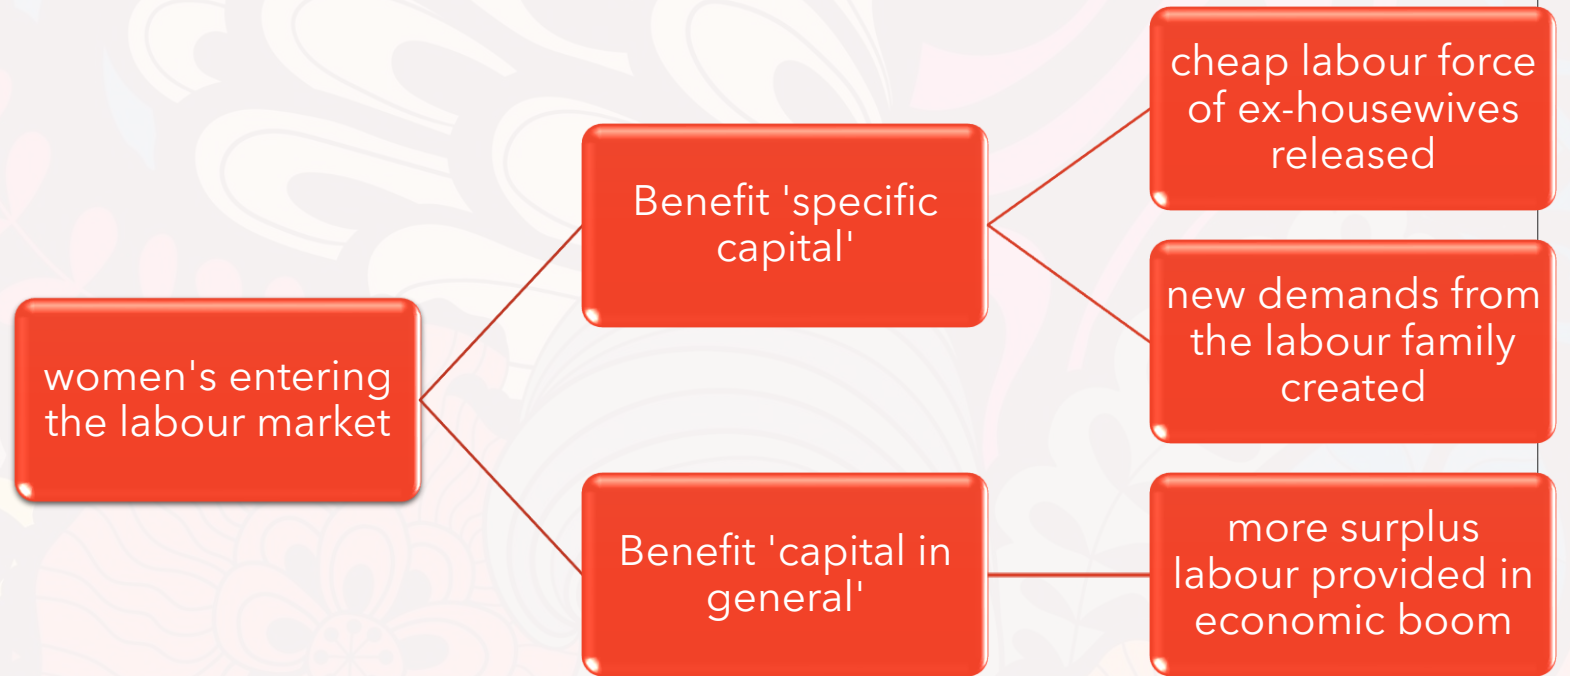 women's entering
the labour market
Benefit 'specific
capital'
cheap labour force
of ex-housewives
released
new demands from
the labour family
created
Benefit 'capital in
general'
more surplus
labour provided in
economic boom